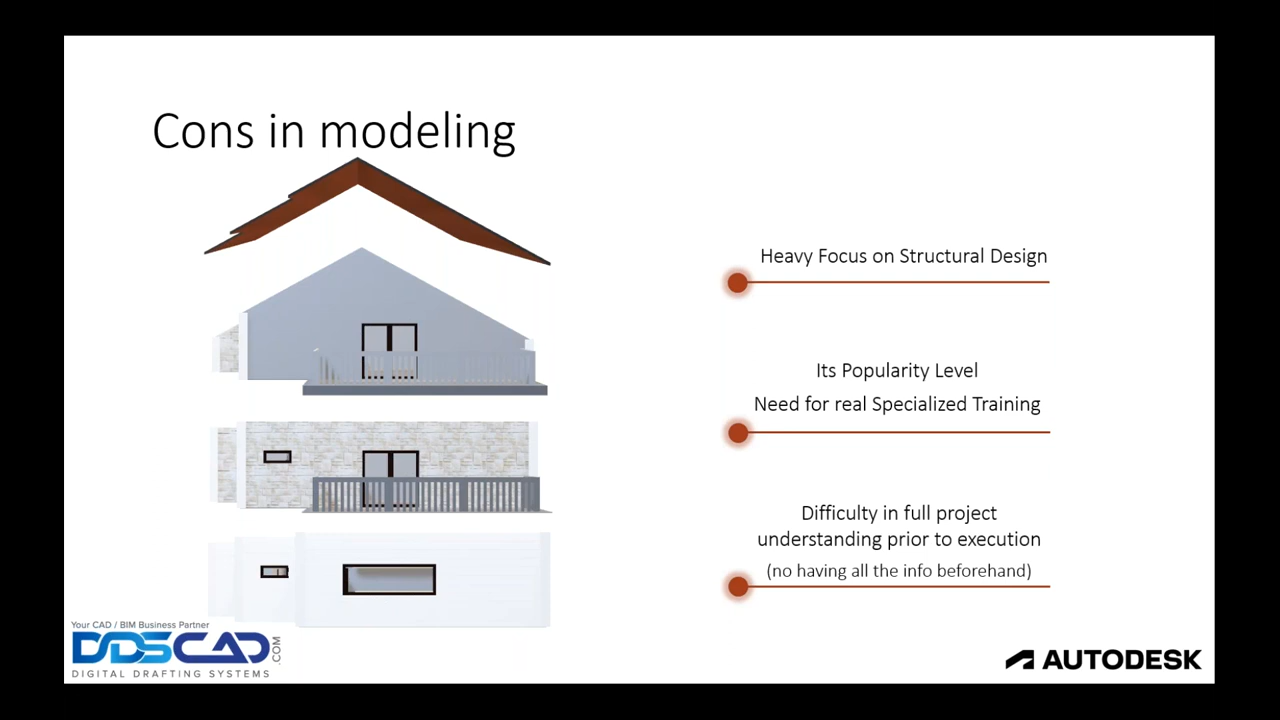 Cons in modeling
Heavy Focus on Structural Design
Its Popularity Level
Need for real Specialized Training
Difficulty in full project
understanding prior to execution
(no having all the info beforehand)
Your CAD / BIM Business Partner
DDSCAD.COM
DIGITAL DRAFTING SYSTEMS
AUTODESK